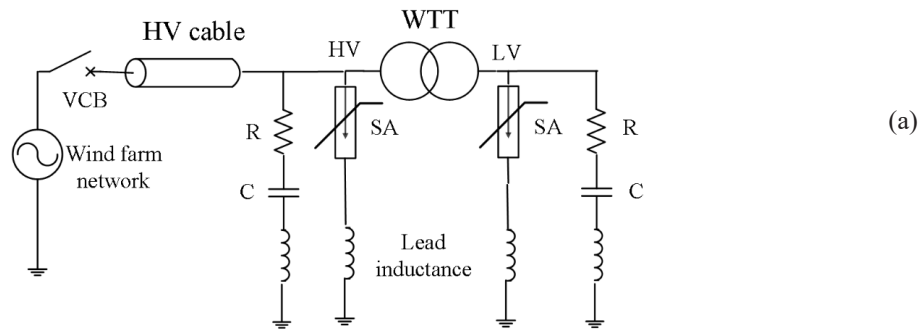 WTT
HV cable
HV
LV
VCB
R
SA
SA
R
(a)
Wind farm
network
C
C
Lead
inductance